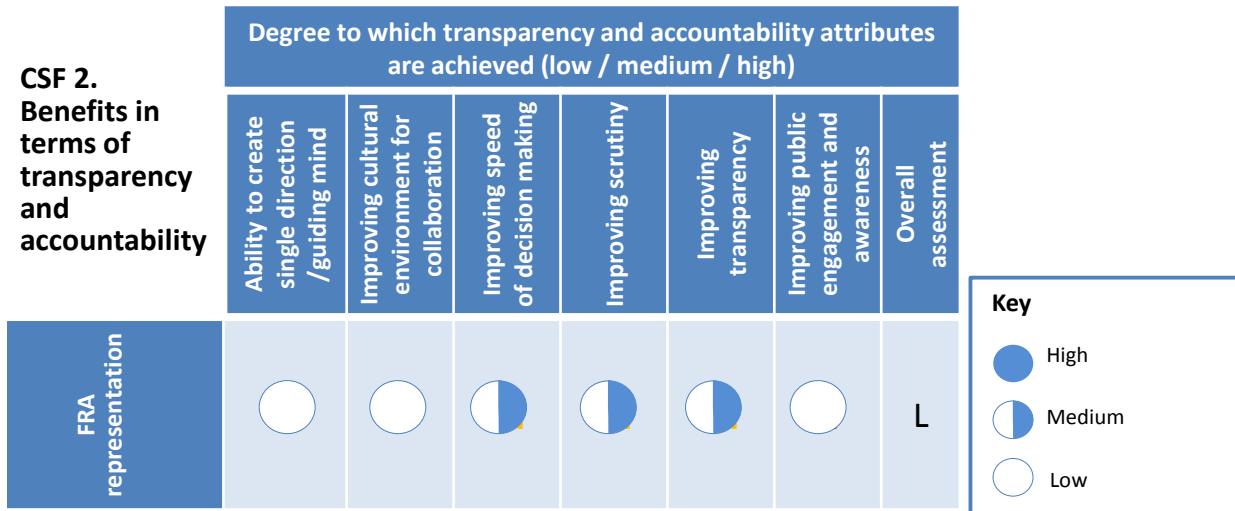 Degree to which transparency and accountability attributes
are achieved (low / medium / high)
CSF 2.
Benefits in
terms of
transparency
and
accountability
Ability to create
single direction
/guiding mind
Improving cultural
environment for
collaboration
Improving speed
of decision making
Improving scrutiny
Improving
transparency
Improving public
engagement and
awareness
Overall
assessment
FRA
representation
L
Key
High
Medium
Low